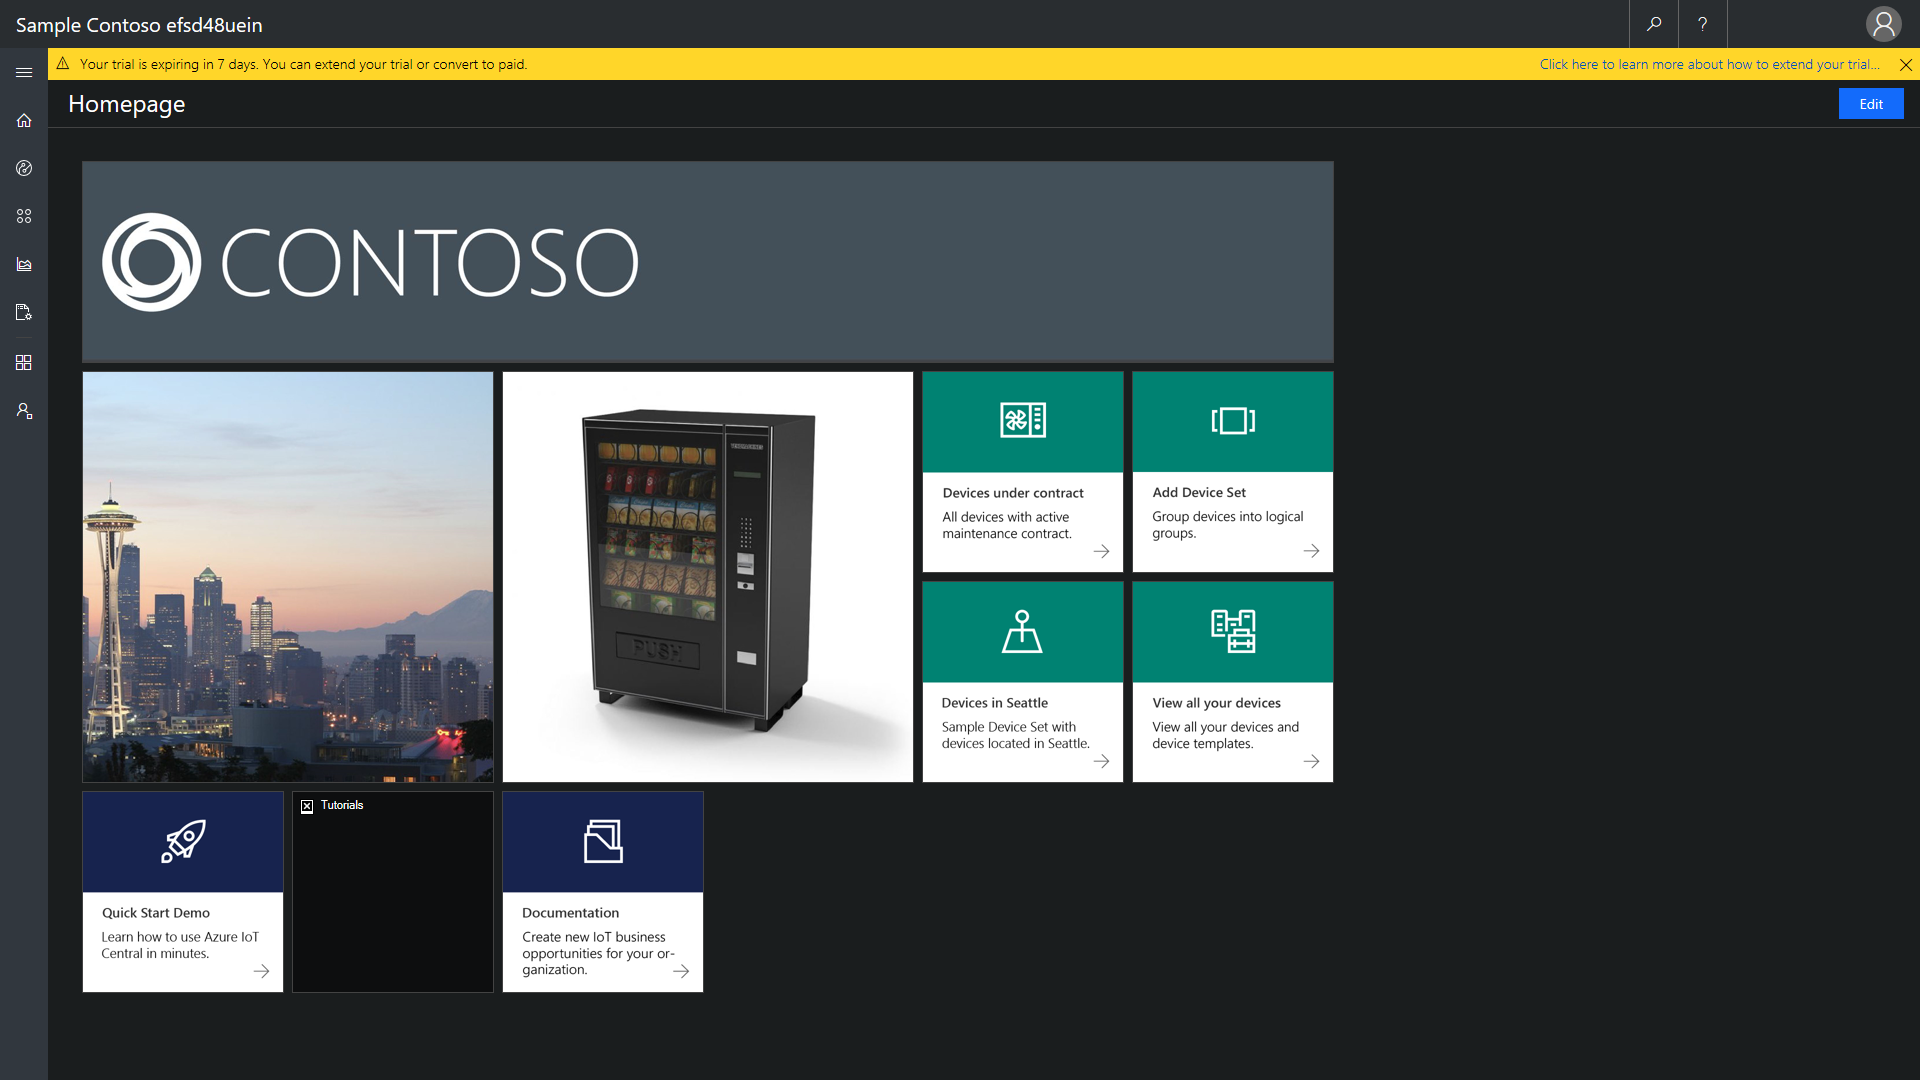 Sample Contoso efsd48uein
?
Your trial is expiring in 7 days. You can extend your trial or convert to paid.
Click here to learn more about how to extend your trial...
Homepage
Edit
CONTOSO
PUSH
Devices under contract
All devices with active
maintenance contract.
Add Device Set
Group devices into logical
groups.
Devices in Seattle
Sample Device Set with
devices located in Seattle.
View all your devices
View all your devices and
device templates.
Quick Start Demo
Learn how to use Azure IoT
Central in minutes.
Tutorials
Documentation
Create new IoT business
opportunities for your or-
ganization.